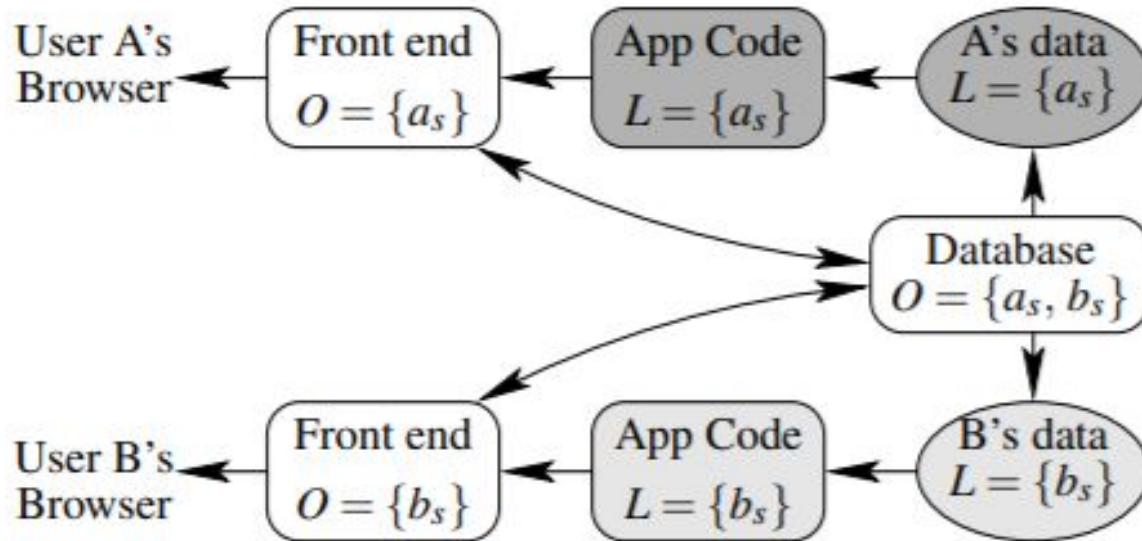 User A's
Browser
Front end
O = {a_s}
App Code
L = {a_s}
A's data
L = {a_s}
Database
O = {a_s, b_s}
User B's
Browser
Front end
O = {b_s}
App Code
L = {b_s}
B's data
L = {b_s}